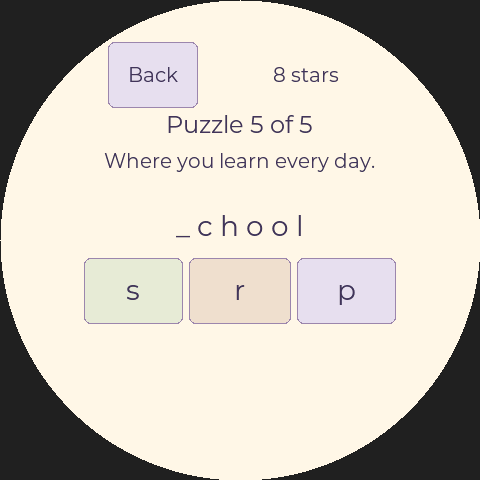 Back
8 stars
Puzzle 5 of 5
Where you learn every day.
_ c h o o l
s r p